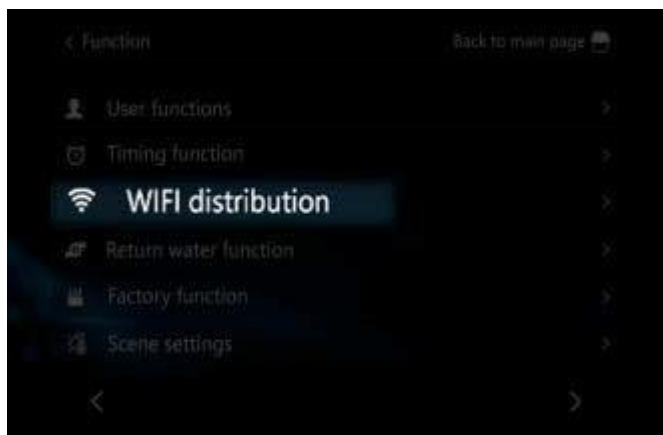 < Function
Back to main page
User functions >
Timing function >
WIFI distribution >
Return water function >
Factory function >
Scene settings >
< >